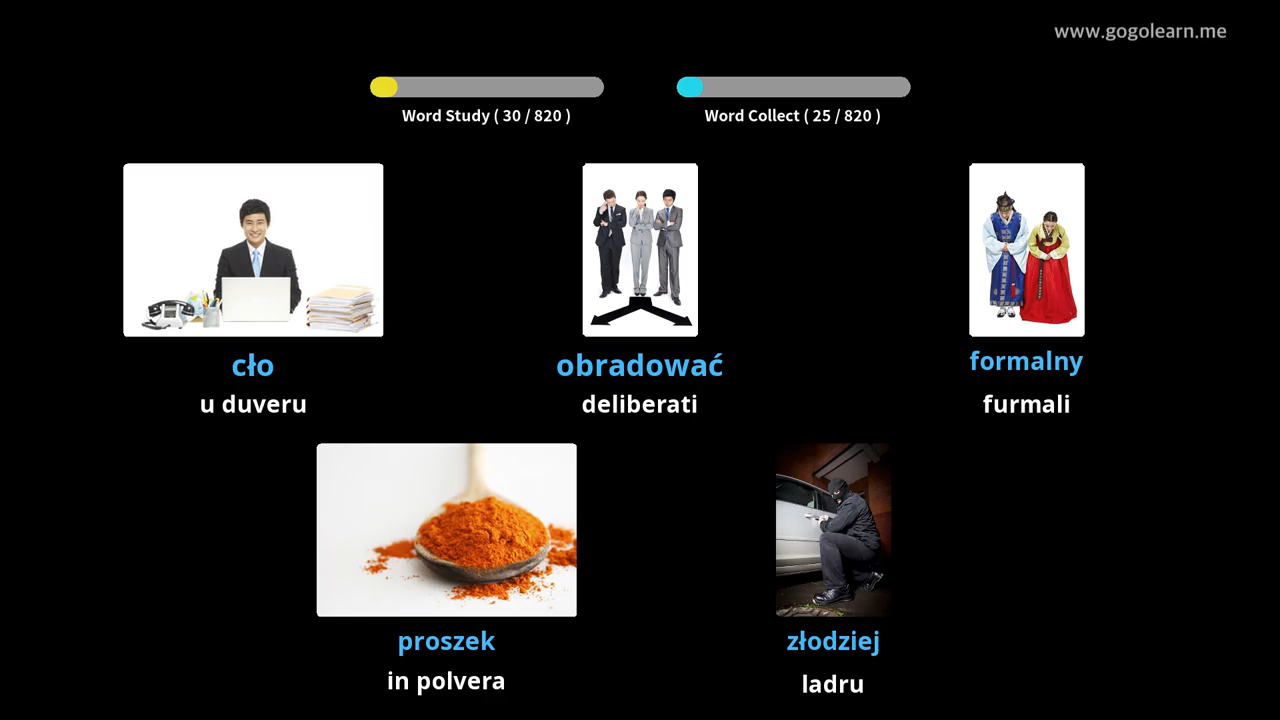 www.gogolearn.me
Word Study ( 30 / 820 )
Word Collect ( 25 / 820 )
cło
u duveru
obradować
deliberati
formalny
furmali
proszek
in polvera
złodziej
ladru